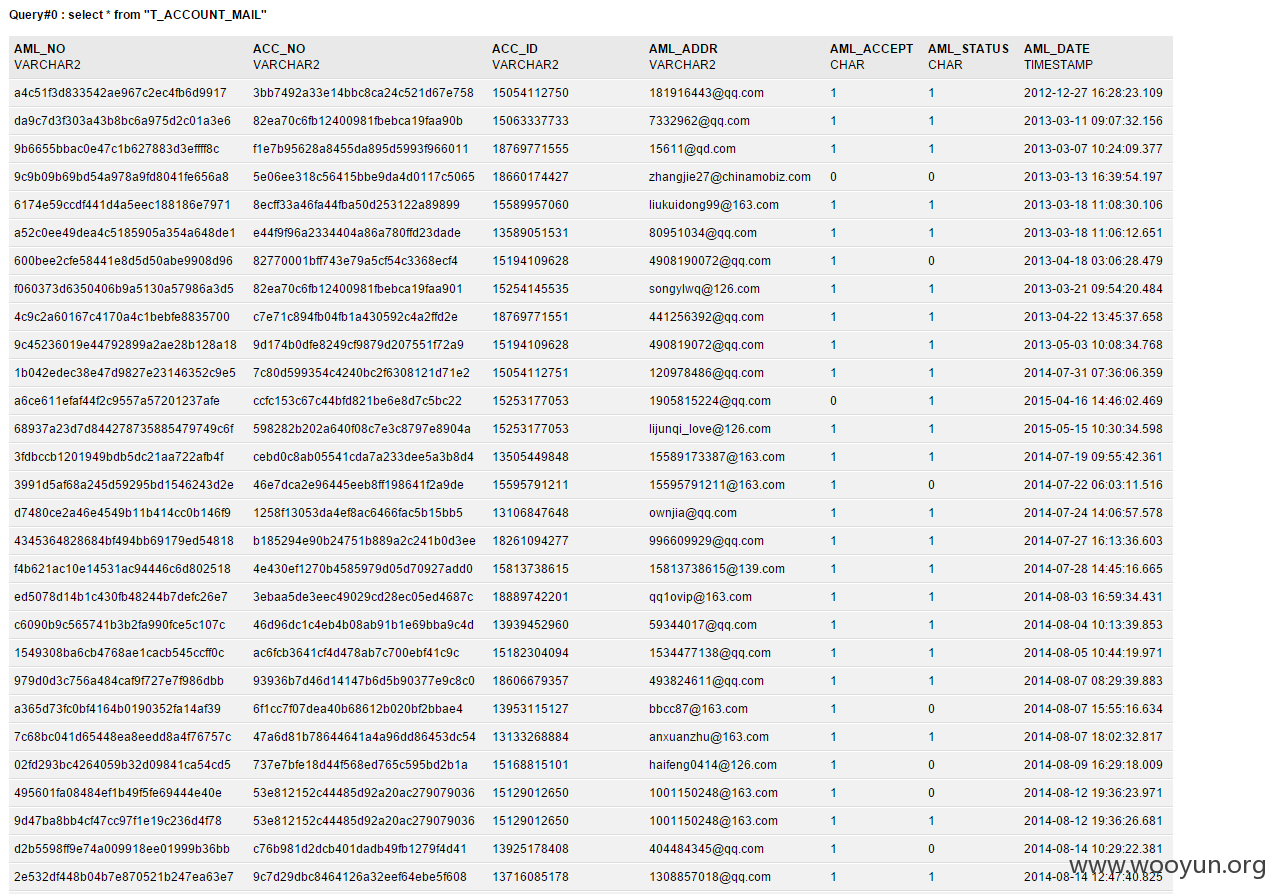 Query#0 : select * from "T_ACCOUNT_MAIL"
AML_NO ACC_NO ACC_ID AML_ADDR AML_ACCEPT AML_STATUS AML_DATE
VARCHAR2 VARCHAR2 VARCHAR2 VARCHAR2 CHAR CHAR TIMESTAMP
a4c51f3d833542ae967c2ec4fb6d9917 3bb7492a33e14bbc8ca24c521d67e758 15054112750 181916443@qq.com 1 1 2012-12-27 16:28:23.109
da9c7d3f303a43b8bc6a975d2c01a3e6 82ea70c6fb12400981fbebca19faa90b 15063337733 7332962@qq.com 1 1 2013-03-11 09:07:32.156
9b6655bbac0e47c1b627883d3effff8c f1e7b95628a8455da895d5993f966011 18769771555 15611@qd.com 1 1 2013-03-07 10:24:09.377
9c9b09b69bd54a978a9fd8041fe656a8 5e06ee318c56415bbe9da4d0117c5065 18660174427 zhangjie27@chinamobiz.com 0 0 2013-03-13 16:39:54.197
6174e59ccdf441d4a5eec188186e7971 8ecff33a46fa44fba50d253122a89899 15589957060 liukuidong99@163.com 1 1 2013-03-18 11:08:30.106
a52c0ee49dea4c5185905a354a648de1 e44f9f96a2334404a86a780ffd23dade 13589051531 80951034@qq.com 1 1 2013-03-18 11:06:12.651
600bee2cfe58441e8d5d50abe9908d96 82770001bff743e79a5cf54c3368ecf4 15194109628 4908190072@qq.com 1 0 2013-04-18 03:06:28.479
f060373d6350406b9a5130a57986a3d5 82ea70c6fb12400981fbebca19faa901 15254145535 songylwq@126.com 1 1 2013-03-21 09:54:20.484
4c9c2a60167c4170a4c1bebfe8835700 c7e71c894fb04fb1a430592c4a2ffd2e 18769771551 441256392@qq.com 1 1 2013-04-22 13:45:37.658
9c45236019e44792899a2ae28b128a18 9d174b0dfe8249cf9879d207551f72a9 15194109628 490819072@qq.com 1 1 2013-05-03 10:08:34.768
1b042edec38e47d9827e23146352c9e5 7c80d599354c4240bc2f6308121d71e2 15054112751 120978486@qq.com 1 1 2014-07-31 07:36:06.359
a6ce611efaf44f2c9557a57201237afe ccfc153c67c44bfd821be6e8d7c5bc22 15253177053 1905815224@qq.com 0 1 2015-04-16 14:46:02.469
68937a23d7d844278735885479749c6f 598282b202a640f08c7e3c8797e8904a 15253177053 lijunqi_love@126.com 1 1 2015-05-15 10:30:34.598
3fdbccb1201949bdb5dc21aa722afb4f cebd0c8ab05541cda7a233dee5a3b8d4 13505449848 15589173387@163.com 1 1 2014-07-19 09:55:42.361
3991d5af68a245d59295bd1546243d2e 46e7dca2e96445eeb8ff198641f2a9de 15595791211 15595791211@163.com 1 0 2014-07-22 06:03:11.516
d7480ce2a46e4549b11b414cc0b146f9 1258f13053da4ef8ac6466fac5b15bb5 13106847648 ownjia@qq.com 1 1 2014-07-24 14:06:57.578
4345364828684bf494bb69179ed54818 b185294e90b24751b889a2c241b0d3ee 18261094277 996609929@qq.com 1 1 2014-07-27 16:13:36.603
f4b621ac10e14531ac94446c6d802518 4e430ef1270b4585979d05d70927add0 15813738615 15813738615@139.com 1 1 2014-07-28 14:45:16.665
ed5078d14b1c430fb48244b7defc26e7 3ebaa5de3eec49029cd28ec05ed4687c 18889742201 qq1ovip@163.com 1 1 2014-08-03 16:59:34.431
c6090b9c565741b3b2fa990fce5c107c 46d96dc1c4eb4b08ab91b1e69bba9c4d 13939452960 59344017@qq.com 1 1 2014-08-04 10:13:39.853
1549308ba6cb4768ae1cacb545ccff0c ac6fcb3641cf4d478ab7c700ebf41c9c 15182304094 1534477138@qq.com 1 1 2014-08-05 10:44:19.971
979d0d3c756a484caf9f727e7f986dbb 93936b7d46d14147b6d5b90377e9c8c0 18606679357 493824611@qq.com 1 1 2014-08-07 08:29:39.883
a365d73fc0bf4164b0190352fa14af39 6f1cc7f07dea40b68612b020bf2bbae4 13953115127 bbcc87@163.com 1 0 2014-08-07 15:55:16.634
7c68bc041d65448ea8eedd8a4f76757c 47a6d81b78644641a4a96dd86453dc54 13133268884 anxuanzhu@163.com 1 1 2014-08-07 18:02:32.817
02fd293bc4264059b32d09841ca54cd5 737e7bfe18d44f568ed765c595bd2b1a 15168815101 haifeng0414@126.com 1 0 2014-08-09 16:29:18.009
495601fa08484ef1b49f5fe69444e40e 53e812152c44485d92a20ac279079036 15129012650 1001150248@163.com 1 0 2014-08-12 19:36:23.971
9d47ba8bb4cf47cc97f1e19c236d4f78 53e812152c44485d92a20ac279079036 15129012650 1001150248@163.com 1 1 2014-08-12 19:36:26.681
d2b5598ff9e74a009918ee01999b36bb c76b981d2dcb401dadb49fb1279f4d41 13925178408 404484345@qq.com 1 0 2014-08-14 10:29:22.381
2e532df448b04b7e870521b247ea63e7 9c7d29dbc8464126a32eef64ebe5f608 13716085178 1308857018@qq.com 1 1 2014-08-14 12:47:40.825
www.wooyun.org